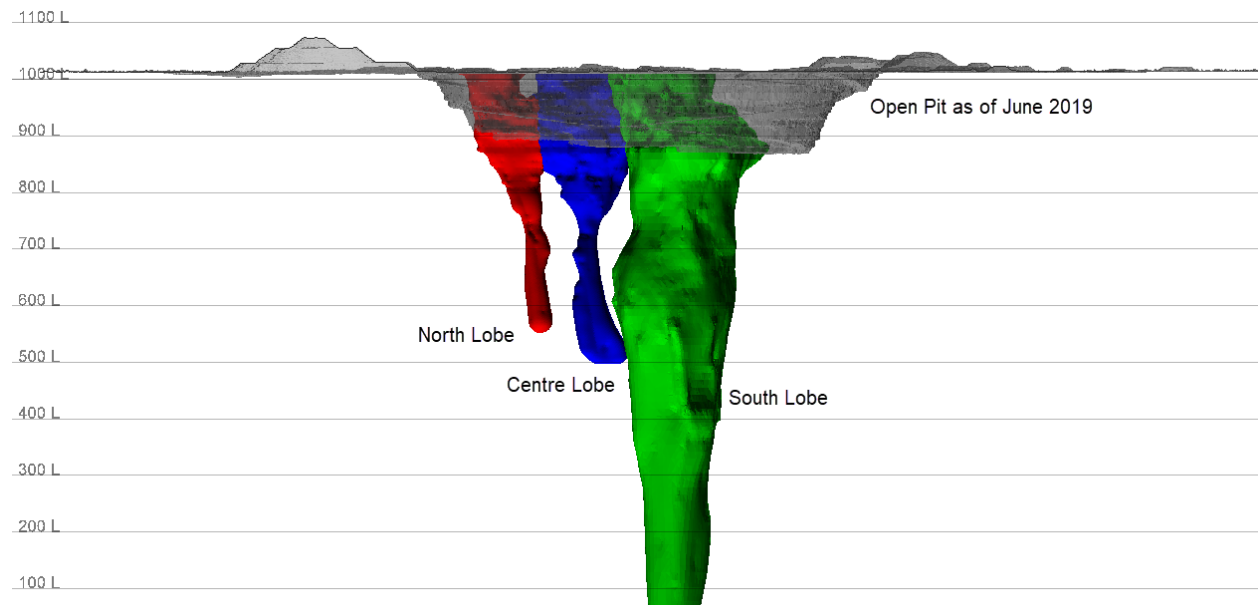 1100 L
1000 L
Open Pit as of June 2019
900 L
800 L
700 L
600 L
North Lobe
500 L
Centre Lobe
South Lobe
400 L
300 L
200 L
100 L